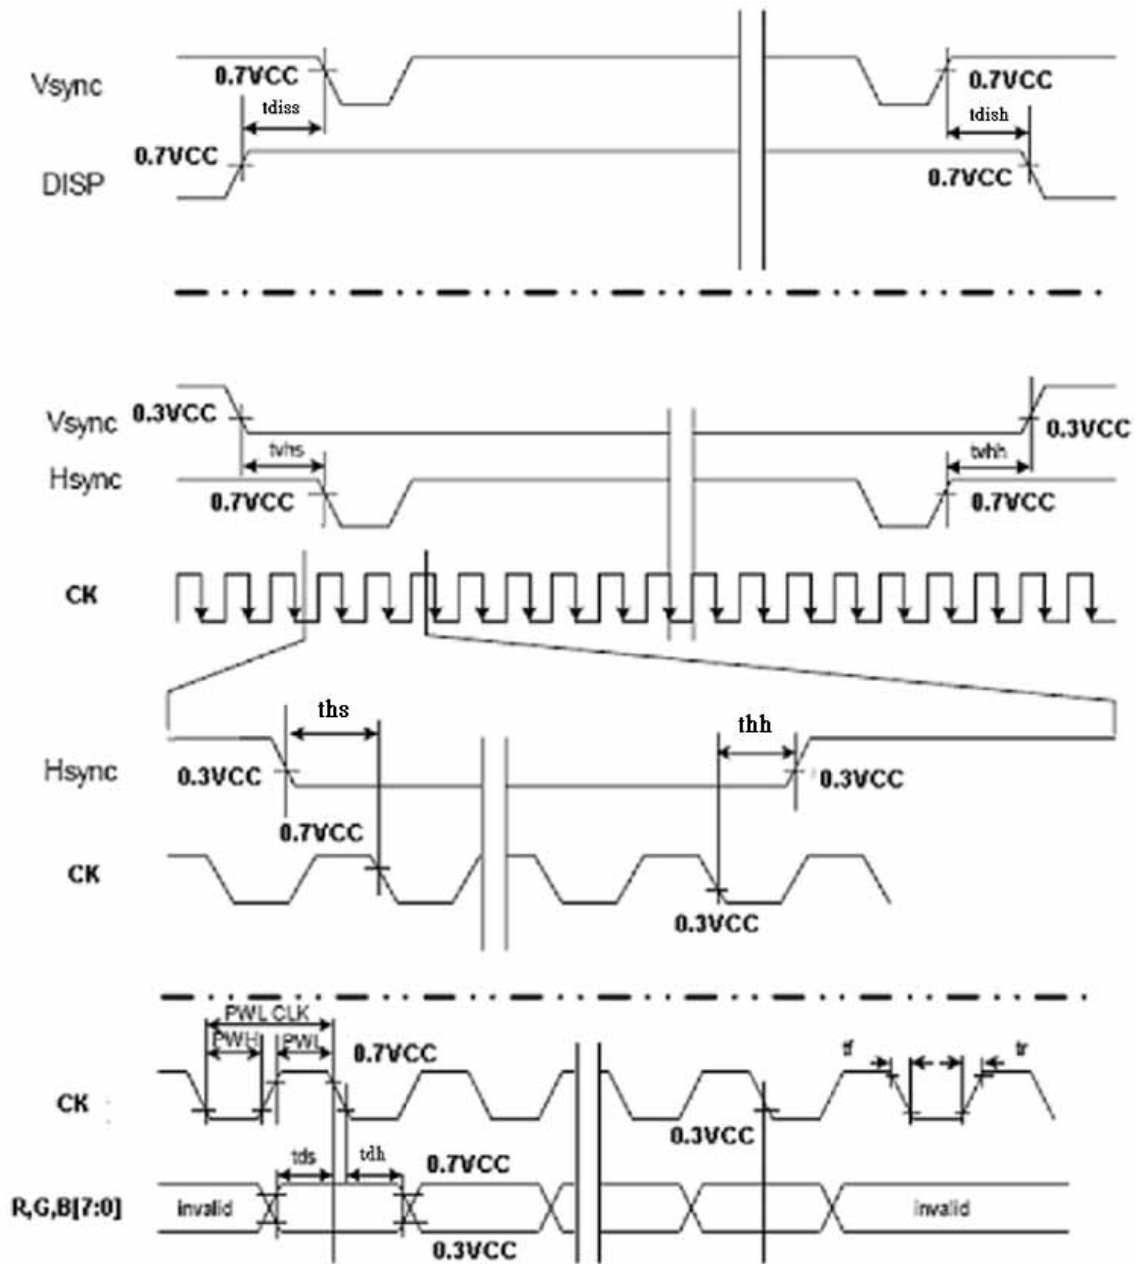 0.7VCC
Vsync
0.7VCC
tdiss
tdish
0.7VCC
0.7VCC
DISP
Vsync
0.3VCC
0.3VCC
tvhs
tvhh
Hsync
0.7VCC
0.7VCC
CK
ths
thh
Hsync
0.3VCC
0.3VCC
0.7VCC
CK
0.3VCC
PWL CLK
PWH
PWL
0.7VCC
tf
tr
CK
0.3VCC
tds
tdh
0.7VCC
R,G,B[7:0]
invalid
invalid
0.3VCC